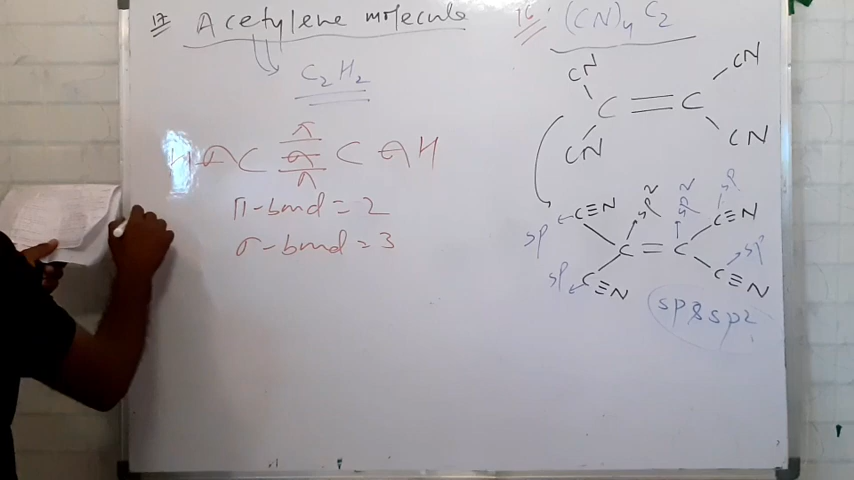 17 Acetylene molecule
C2H2
π
H σ C σ C σ H
π
π-bond = 2
σ-bond = 3
16. (CN)4 C2
CN CN
C = C
CN CN
sp2 sp2 sp
sp ← C≡N C≡N
C = C
sp C≡N C≡N sp
sp & sp2